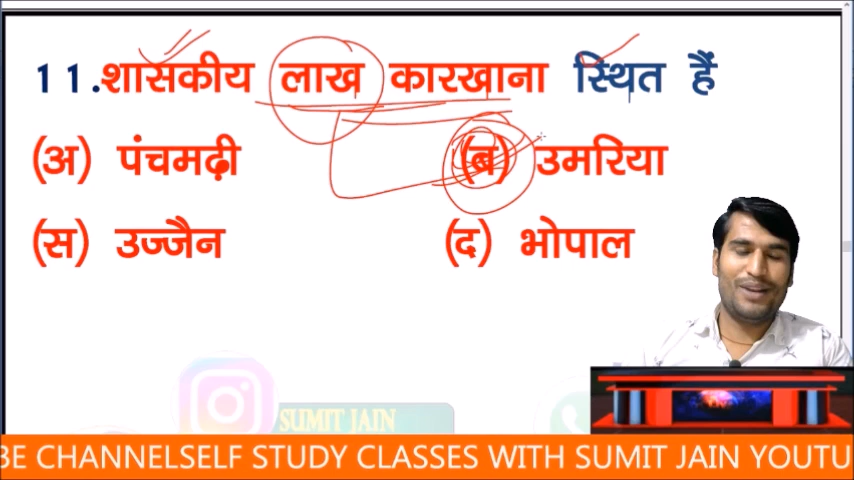 11.शासकीय लाख कारखाना स्थित हैं
(अ) पंचमढ़ी (ब) उमरिया
(स) उज्जैन (द) भोपाल
SUMIT JAIN
BE CHANNELSELF STUDY CLASSES WITH SUMIT JAIN YOUTU